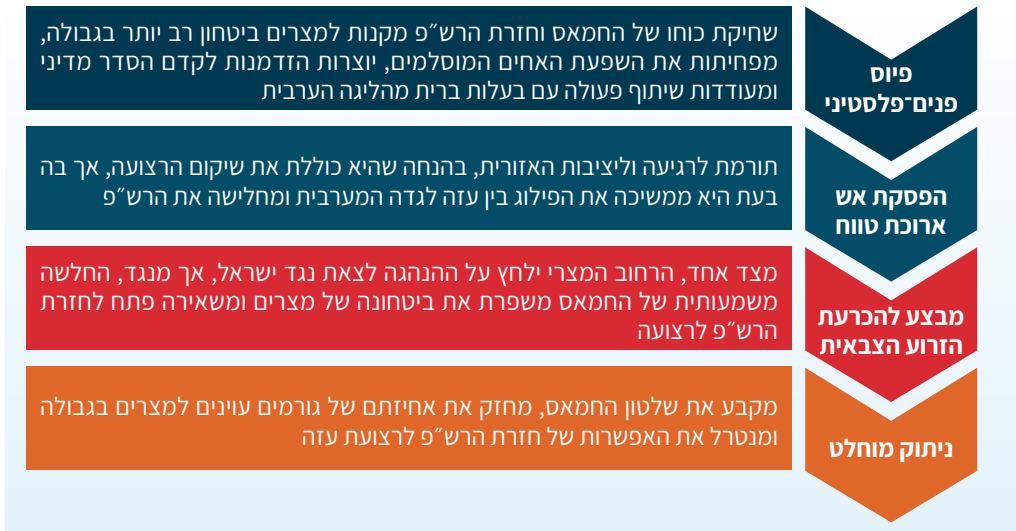 פיוס
פנים־פלסטיני
שחיקת כוחו של החמאס וחזרת הרש״פ מקנות למצרים ביטחון רב יותר בגבולה,
מפחיתות את השפעת האחים המוסלמים, יוצרות הזדמנות לקדם הסדר מדיני
ומעודדות שיתוף פעולה עם בעלות ברית מהליגה הערבית
הפסקת אש
ארוכת טווח
תורמת לרגיעה וליציבות האזורית, בהנחה שהיא כוללת את שיקום הרצועה, אך בה
בעת היא ממשיכה את הפילוג בין עזה לגדה המערבית ומחלישה את הרש״פ
מבצע להכרעת
הזרוע הצבאית
מצד אחד, הרחוב המצרי ילחץ על ההנהגה לצאת נגד ישראל, אך מנגד, החלשה
משמעותית של החמאס משפרת את ביטחונה של מצרים ומשאירה פתח לחזרת
הרש״פ לרצועה
ניתוק מוחלט
מקבע את שלטון החמאס, מחזק את אחיזתם של גורמים עוינים למצרים בגבולה
ומנטרל את האפשרות של חזרת הרש״פ לרצועת עזה